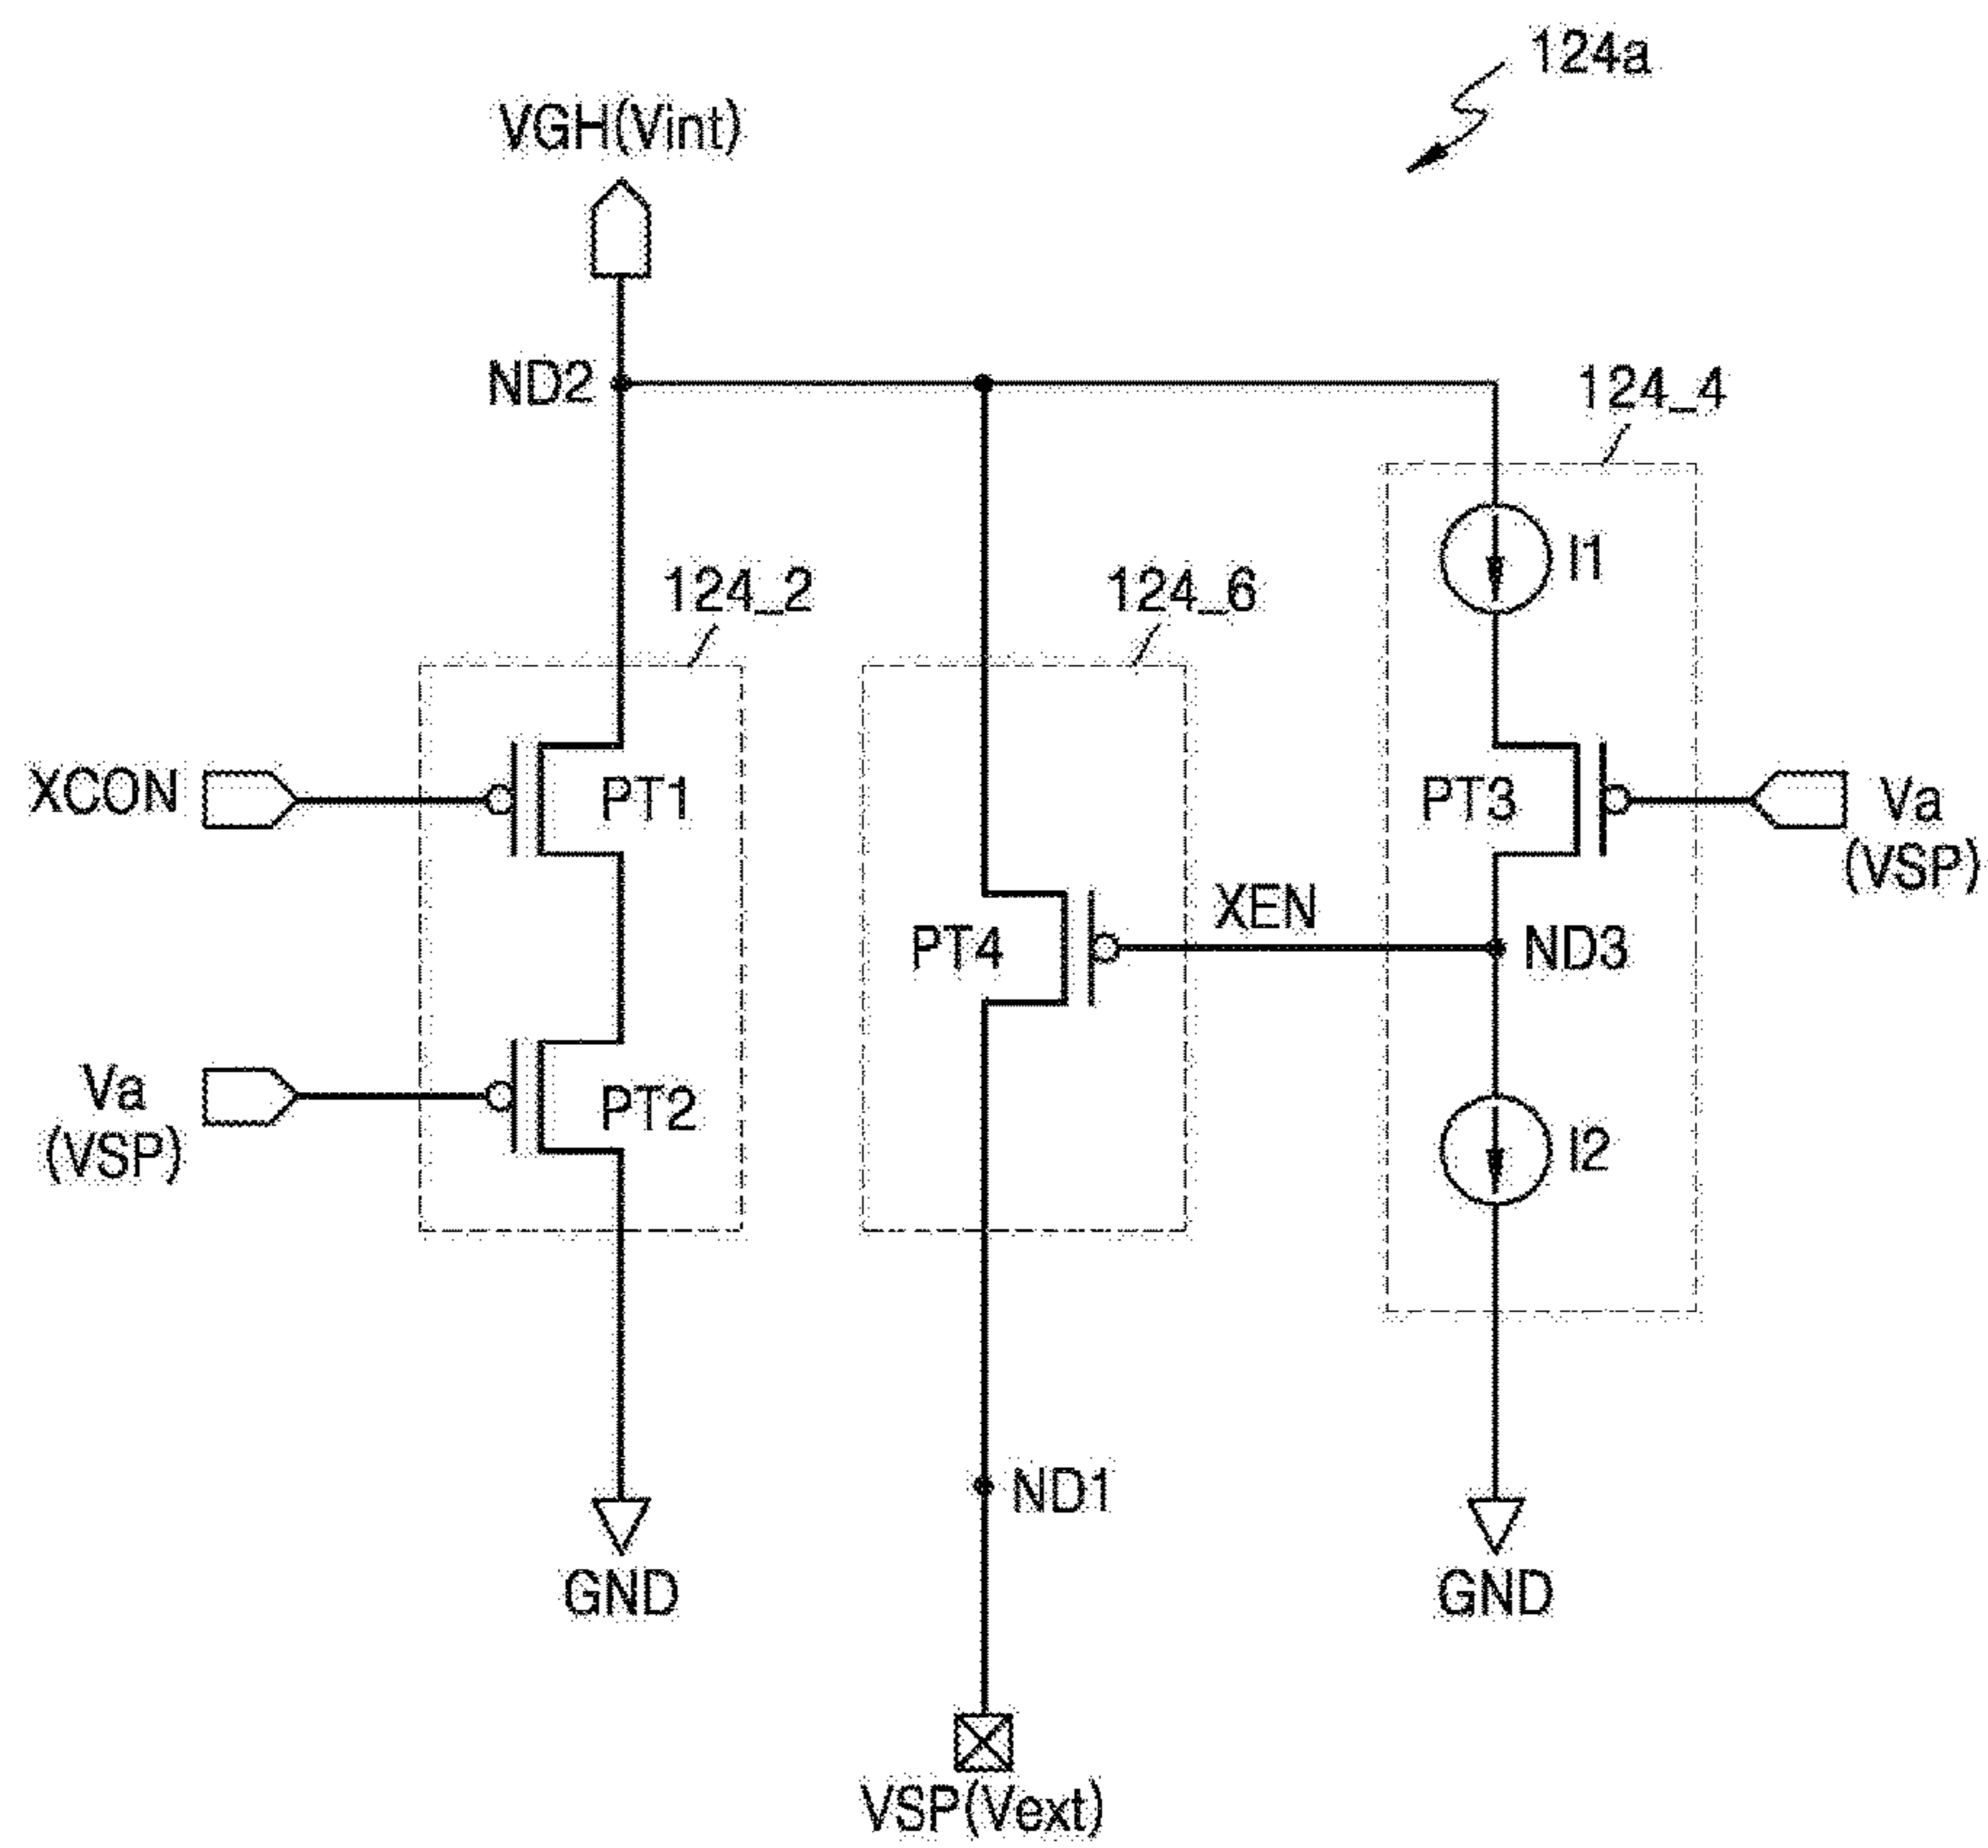 124a
VGH(Vint)
ND2
124_4
I1
124_2
124_6
XCON
PT1
PT3
Va
(VSP)
XEN
PT4
ND3
Va
(VSP)
PT2
I2
ND1
GND
GND
VSP(Vext)